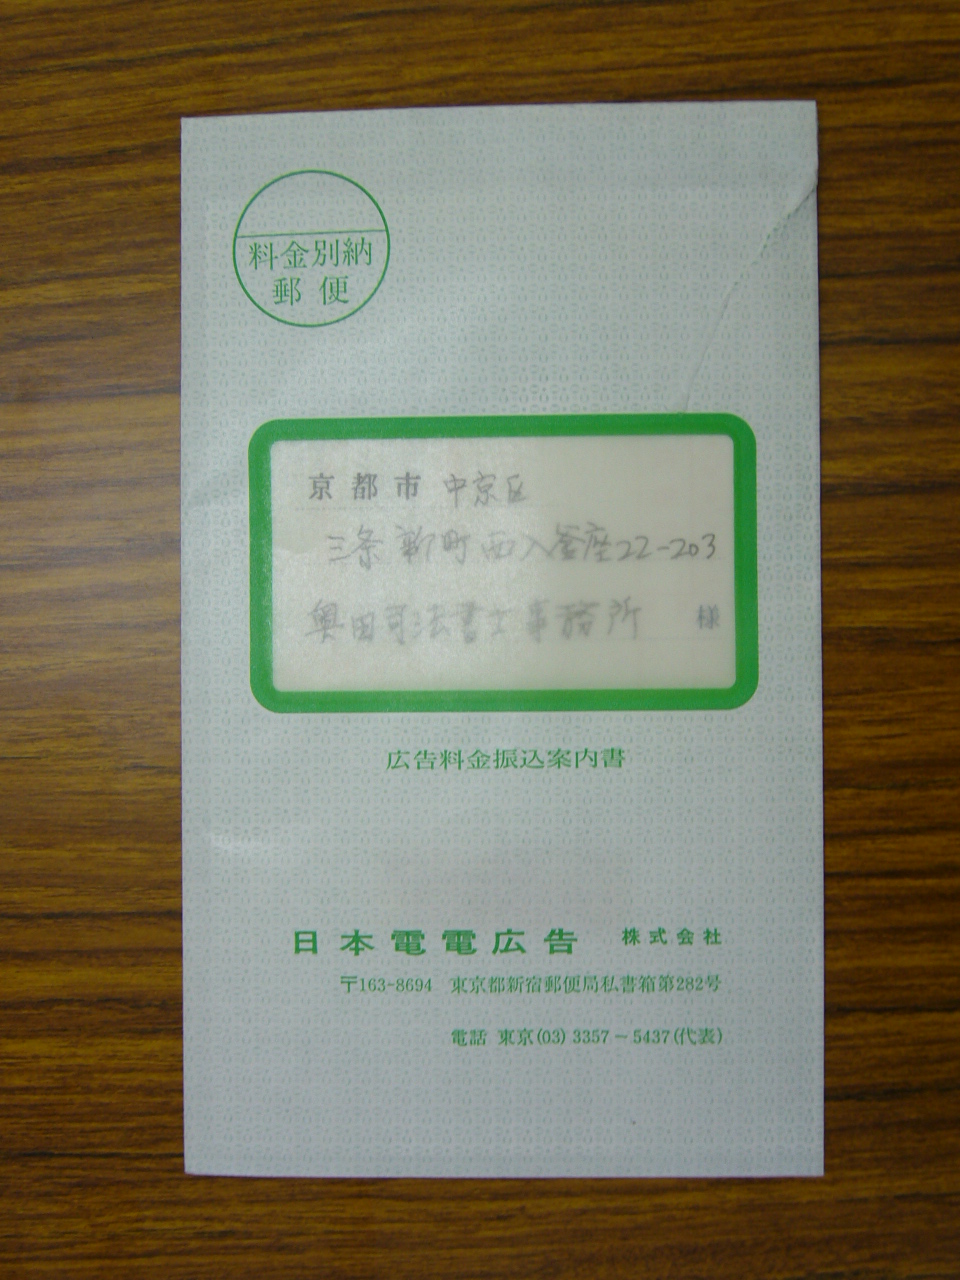 料金別納
郵便
京都市 中京区
三条新町西入釜座22-203
奥田司法書士事務所 様
広告料金振込案内書
日本電電広告 株式会社
〒163-8694 東京都新宿郵便局私書箱第282号
電話 東京(03) 3357-5437(代表)